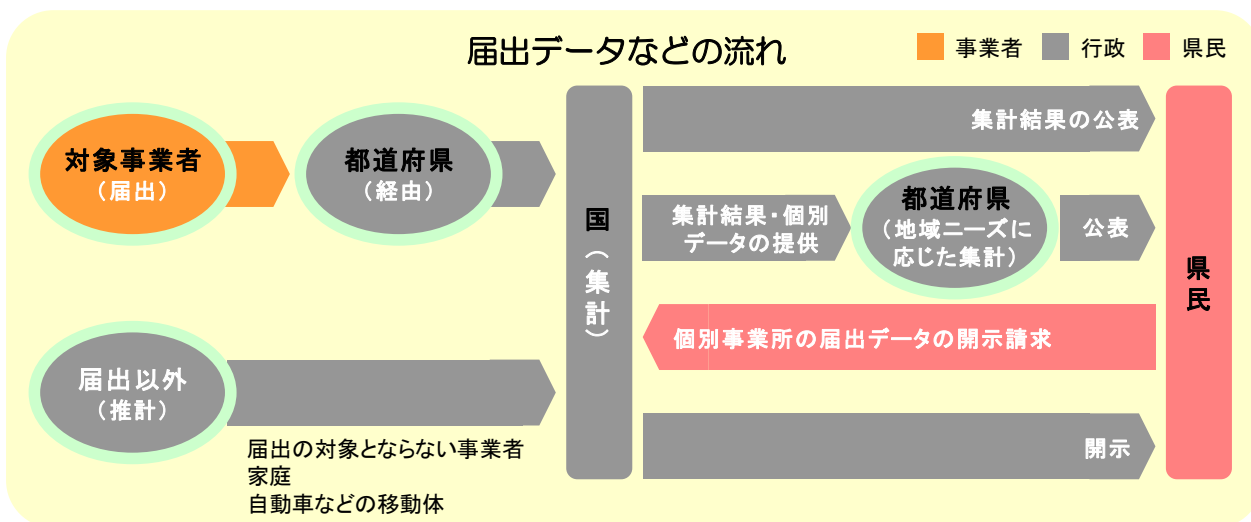 届出データなどの流れ
事業者
行政
県民
対象事業者
（届出）
都道府県
（経由）
届出以外
（推計）
届出の対象とならない事業者
家庭
自動車などの移動体
国（集計）
集計結果の公表
集計結果・個別
データの提供
都道府県
（地域ニーズに
応じた集計）
公表
個別事業所の届出データの開示請求
開示
県民